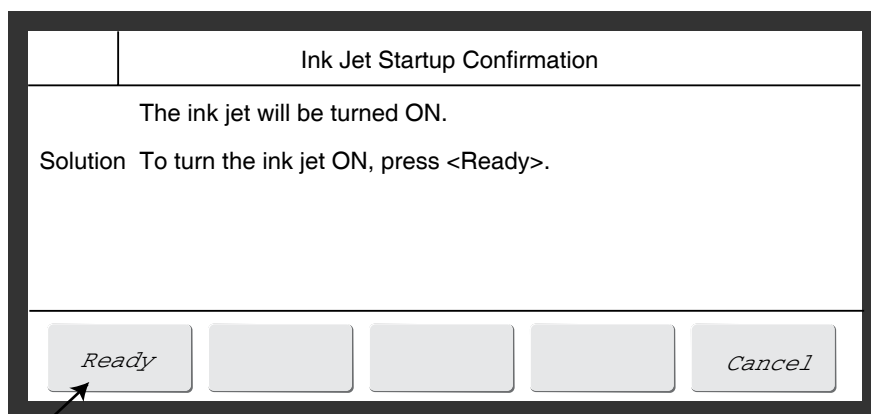 Ink Jet Startup Confirmation
The ink jet will be turned ON.
Solution To turn the ink jet ON, press <Ready>.
Ready Cancel